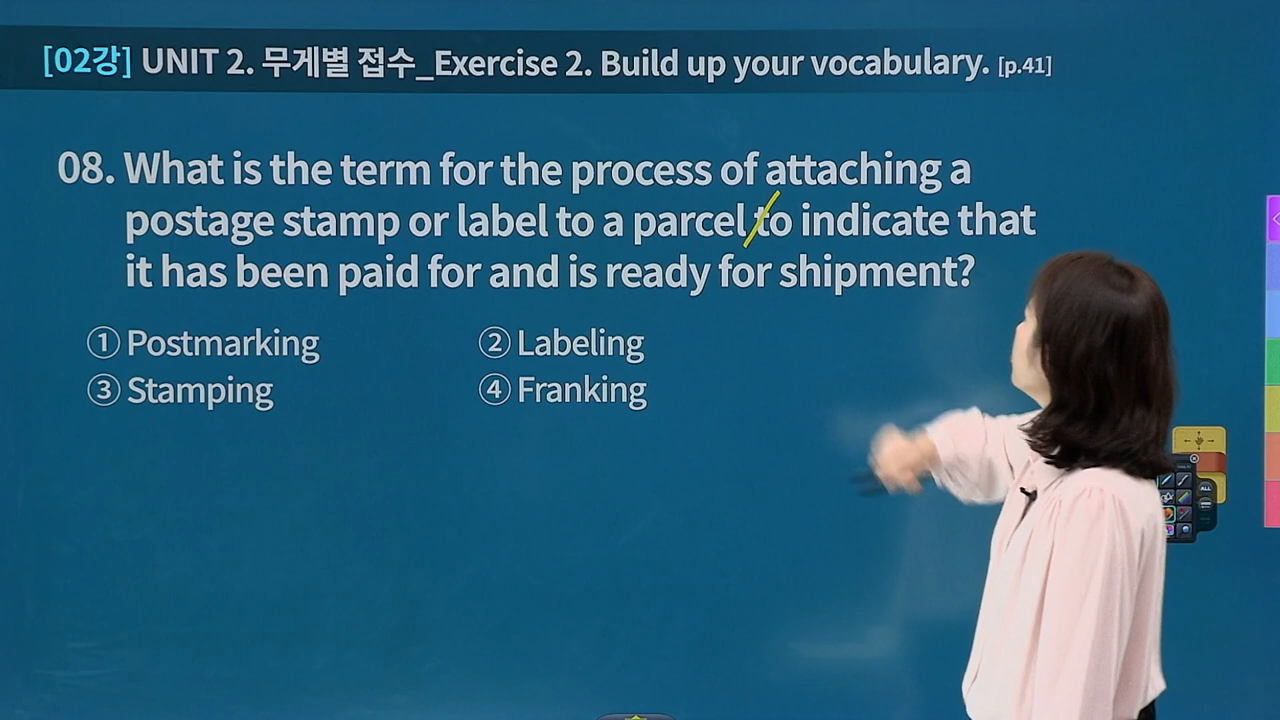 [02강] UNIT 2. 무게별 접수_Exercise 2. Build up your vocabulary. [p.41]
08. What is the term for the process of attaching a
postage stamp or label to a parcel to indicate that
it has been paid for and is ready for shipment?
① Postmarking ② Labeling
③ Stamping ④ Franking
ALL